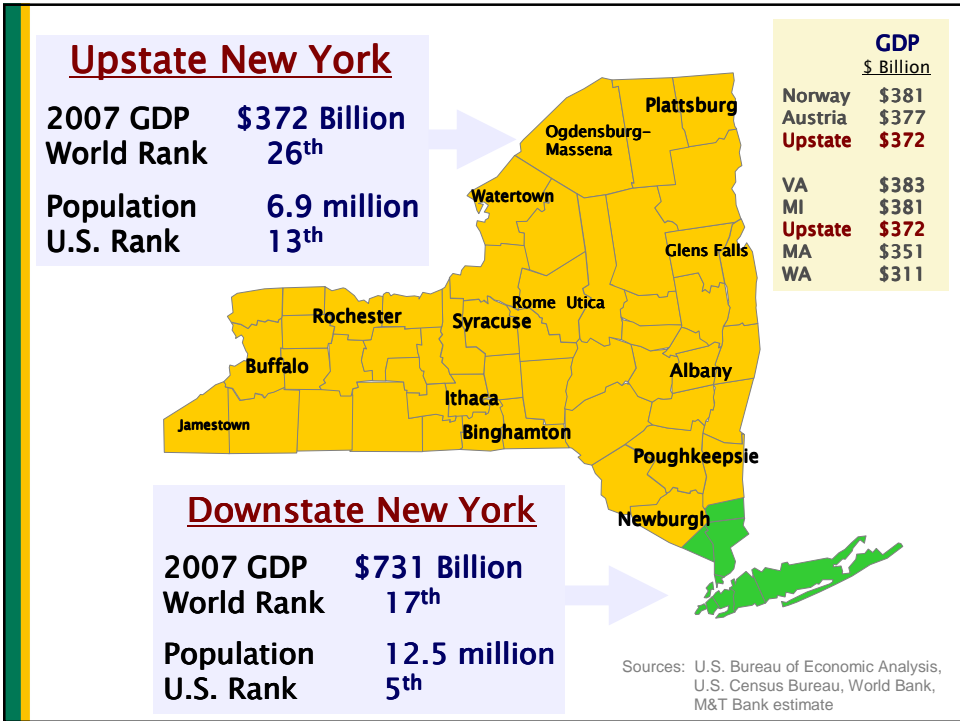 Upstate New York
2007 GDP $372 Billion
World Rank 26th
Population 6.9 million
U.S. Rank 13th
GDP
$ Billion
Norway $381
Austria $377
Upstate $372
VA $383
MI $381
Upstate $372
MA $351
WA $311
Plattsburg
Ogdensburg-
Massena
Watertown
Glens Falls
Rome Utica
Rochester
Syracuse
Buffalo
Albany
Ithaca
Jamestown
Binghamton
Poughkeepsie
Newburgh
Downstate New York
2007 GDP $731 Billion
World Rank 17th
Population 12.5 million
U.S. Rank 5th
Sources: U.S. Bureau of Economic Analysis,
U.S. Census Bureau, World Bank,
M&T Bank estimate